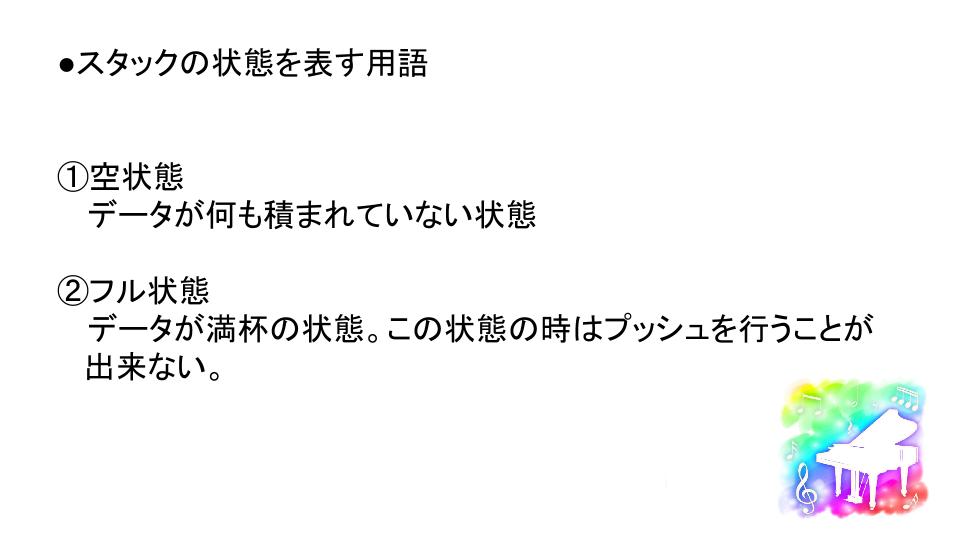 ●スタックの状態を表す用語
①空状態
データが何も積まれていない状態
②フル状態
データが満杯の状態。この状態の時はプッシュを行うことが
出来ない。